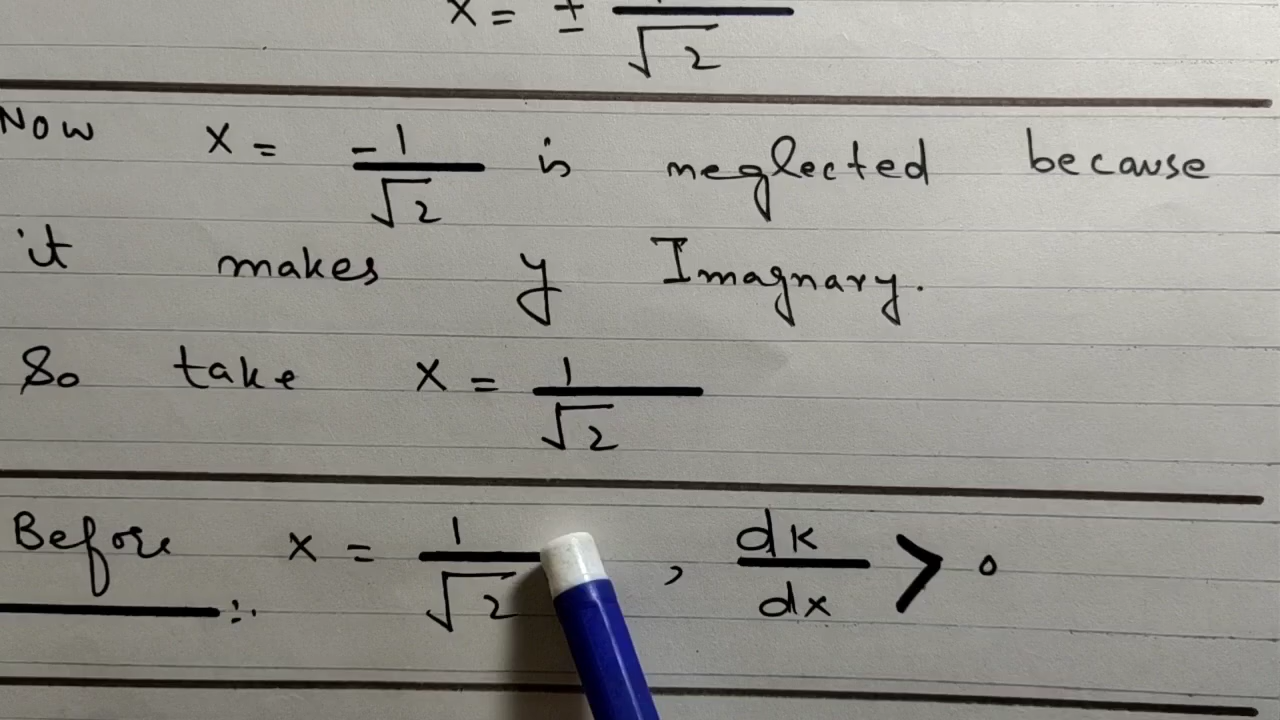 x = ± 1/√2
Now x = -1/√2 is neglected because
it makes y Imagnary.
So take x = 1/√2
Before :- x = 1/√2 , dk/dx > 0